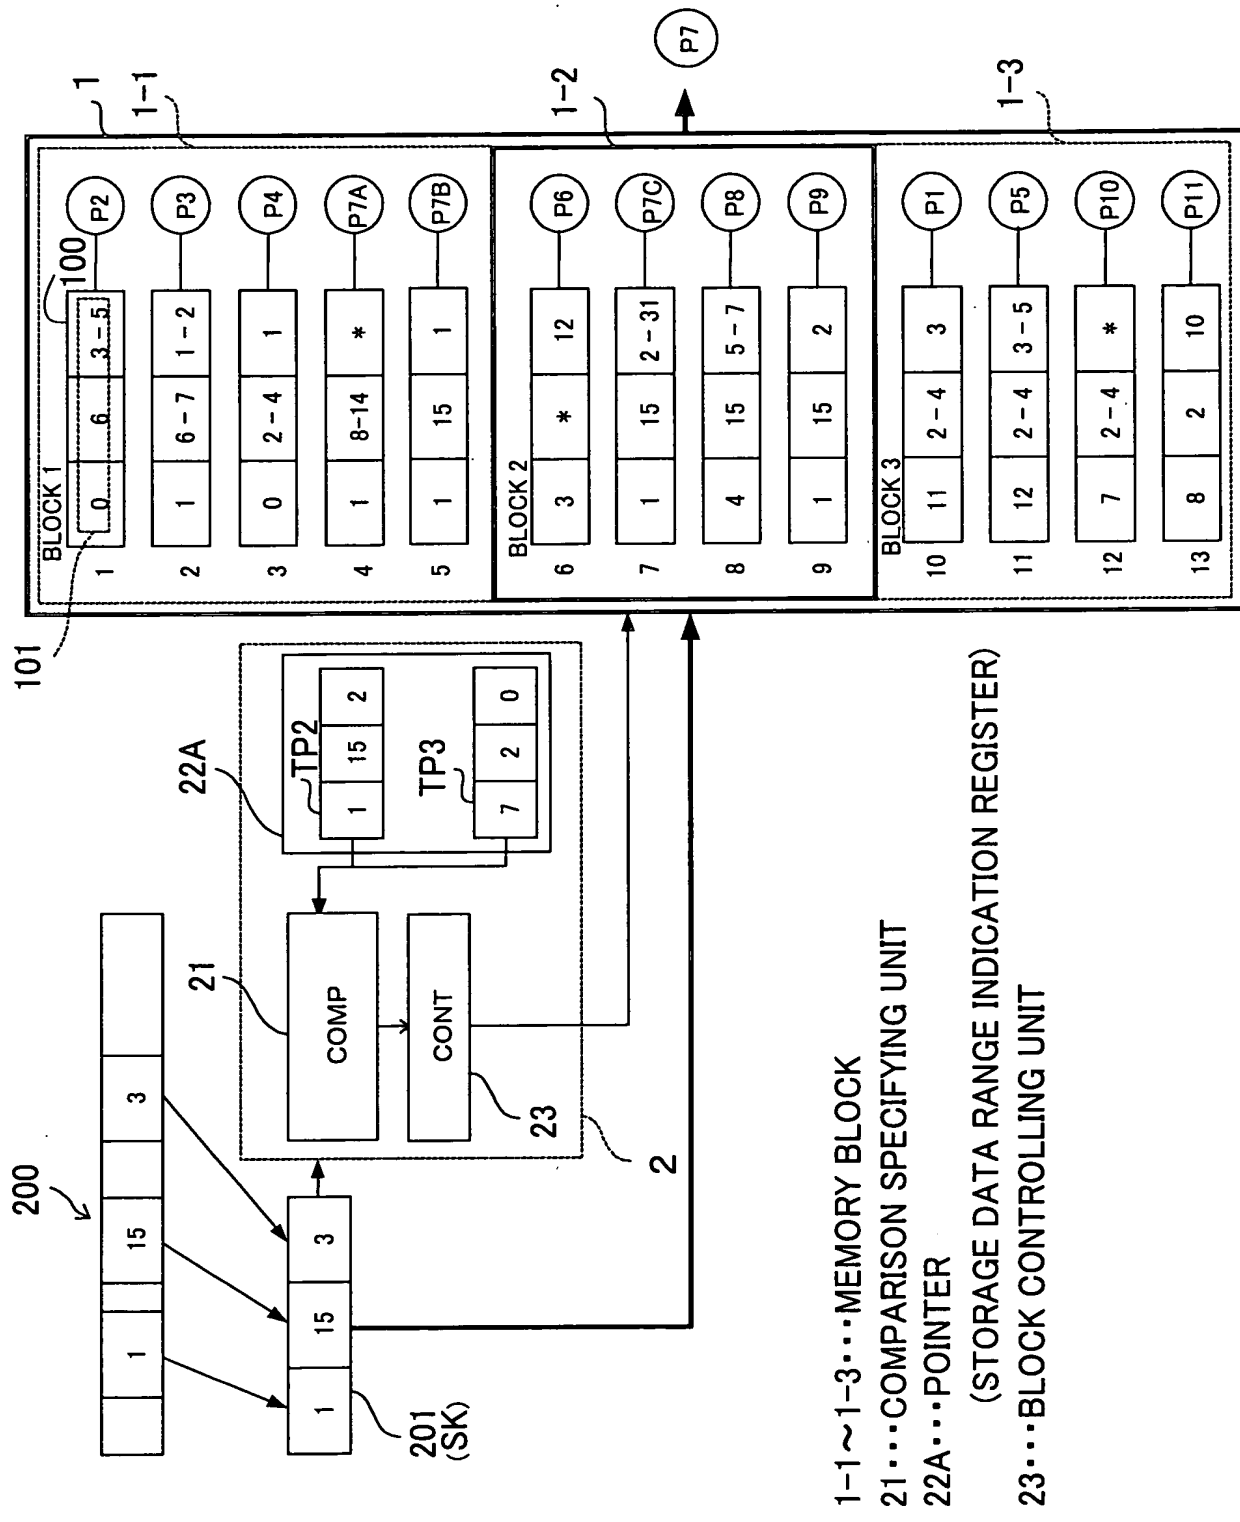 200
1 15 3
1 15 3
201
(SK)
2
21
COMP
CONT
23
22A
TP2
1 15 2
TP3
7 2 0
101
100
1
1-1
BLOCK 1
1 0 6 3-5 P2
2 1 6-7 1-2 P3
3 0 2-4 1 P4
4 1 8-14 * P7A
5 1 15 1 P7B
1-2
BLOCK 2
6 3 * 12 P6
7 1 15 2-31 P7C
8 4 15 5-7 P8
9 1 15 2 P9
P7
1-3
BLOCK 3
10 11 2-4 3 P1
11 12 2-4 3-5 P5
12 7 2-4 * P10
13 8 2 10 P11
1-1~1-3···MEMORY BLOCK
21···COMPARISON SPECIFYING UNIT
22A···POINTER
(STORAGE DATA RANGE INDICATION REGISTER)
23···BLOCK CONTROLLING UNIT